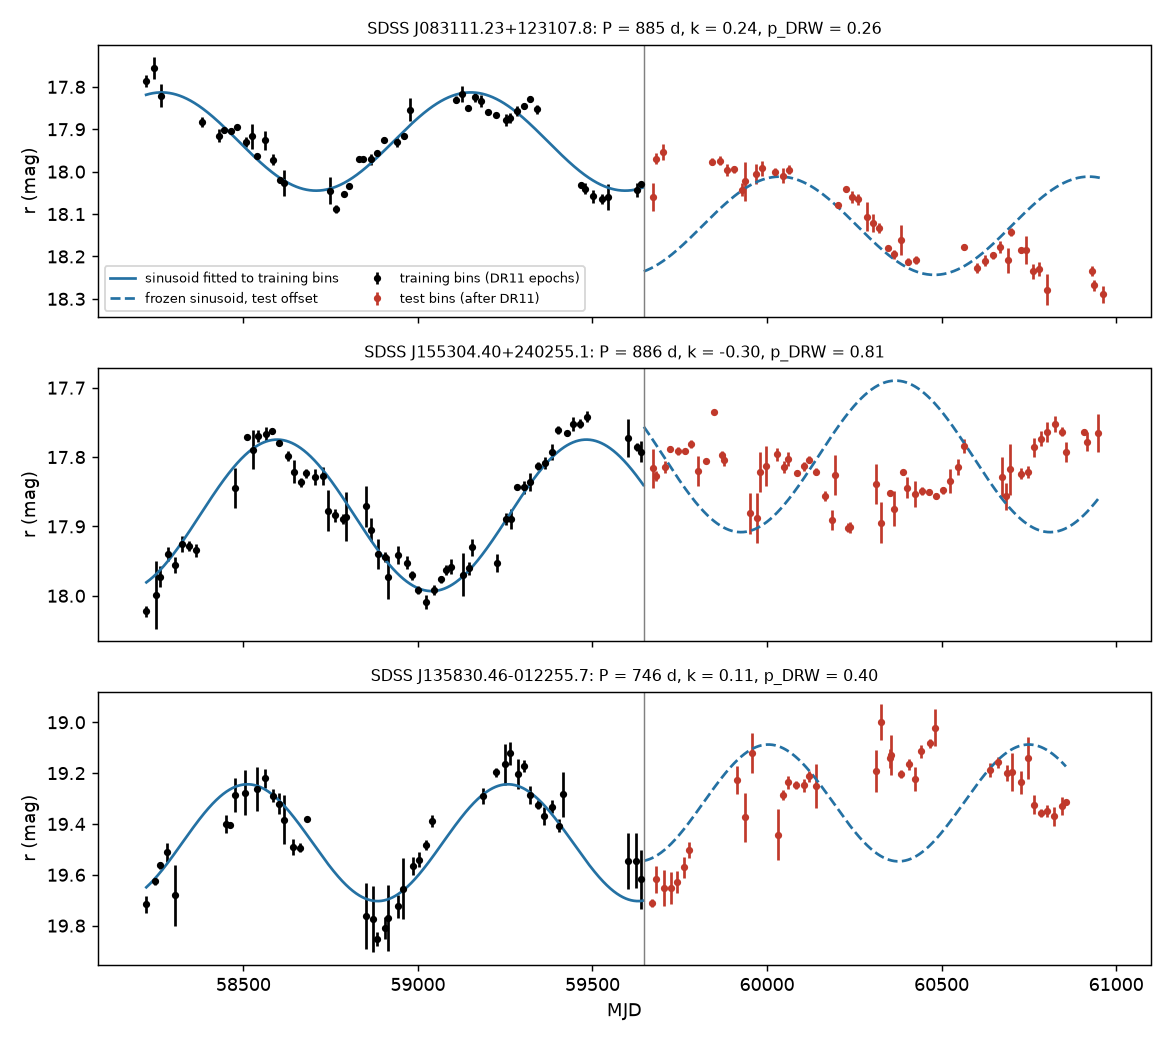 SDSS J083111.23+123107.8: P = 885 d, k = 0.24, p_DRW = 0.26
r (mag)
17.8
17.9
18.0
18.1
18.2
18.3
sinusoid fitted to training bins
frozen sinusoid, test offset
training bins (DR11 epochs)
test bins (after DR11)
SDSS J155304.40+240255.1: P = 886 d, k = -0.30, p_DRW = 0.81
r (mag)
17.7
17.8
17.9
18.0
SDSS J135830.46-012255.7: P = 746 d, k = 0.11, p_DRW = 0.40
r (mag)
19.0
19.2
19.4
19.6
19.8
58500
59000
59500
60000
60500
61000
MJD